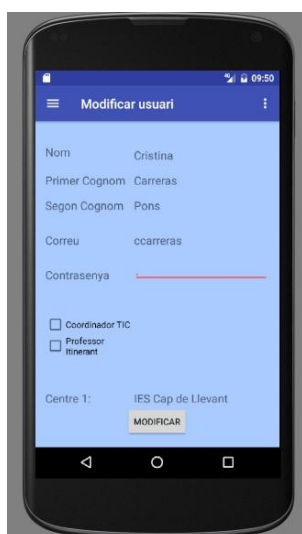 09:50
Modificar usuari
Nom Cristina
Primer Cognom Carreras
Segon Cognom Pons
Correu ccarreras
Contrasenya
Coordinador TIC
Professor
Itinerant
Centre 1: IES Cap de Llevant
MODIFICAR